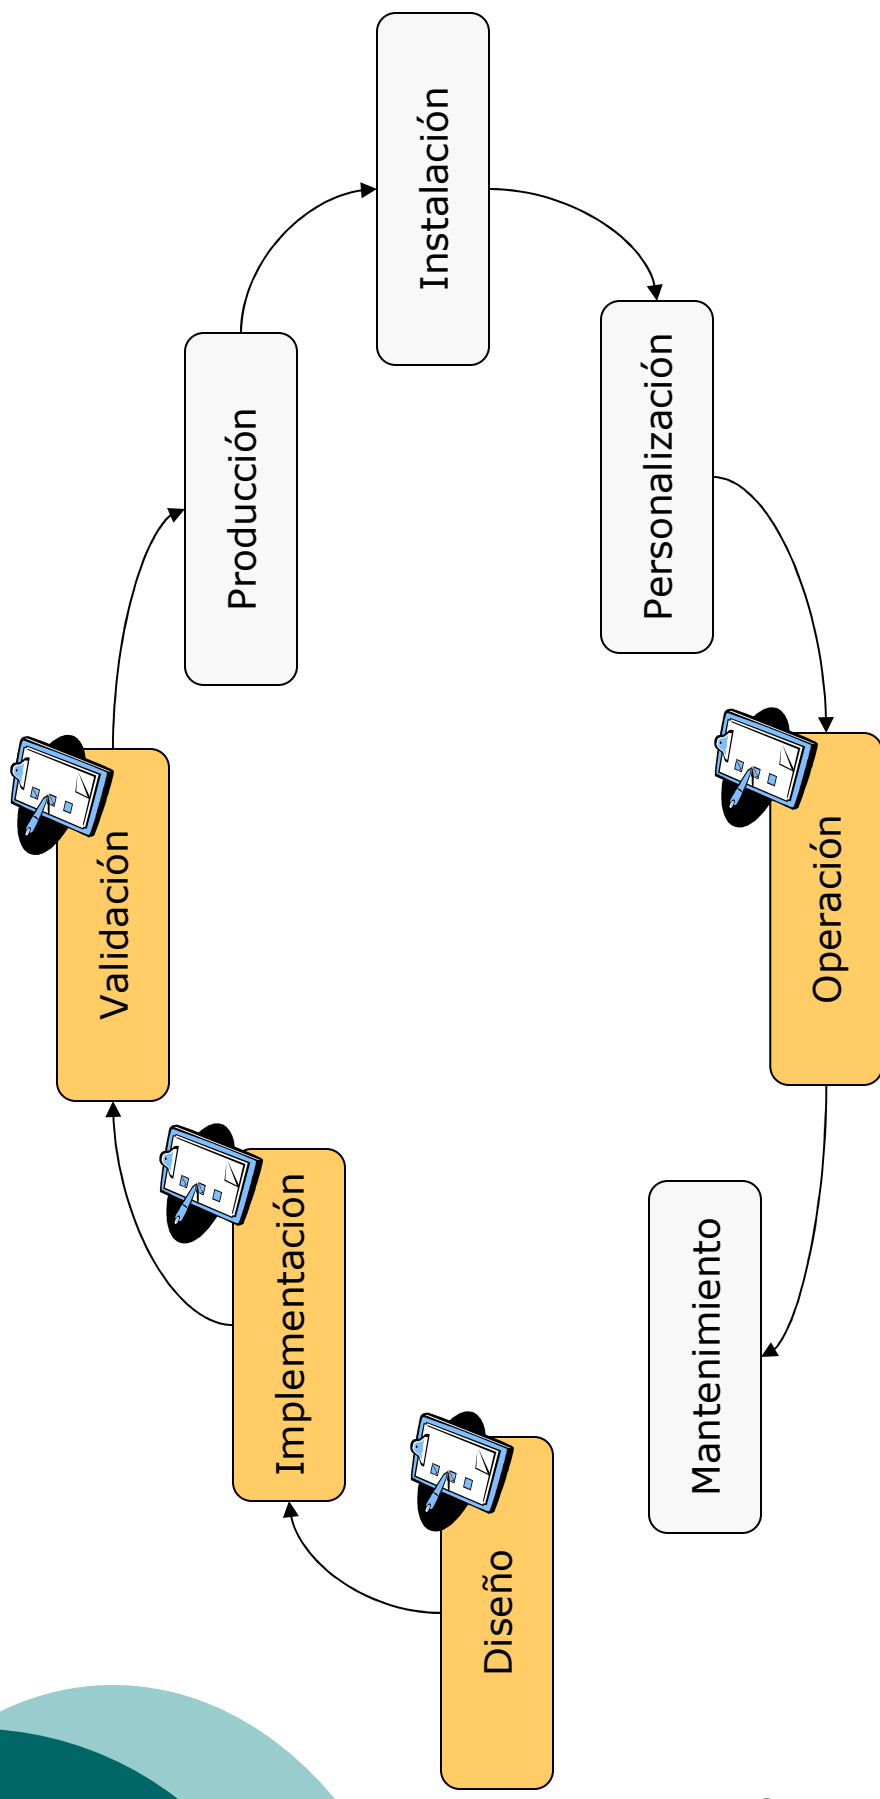 Diseño
Implementación
Validación
Producción
Instalación
Personalización
Operación
Mantenimiento